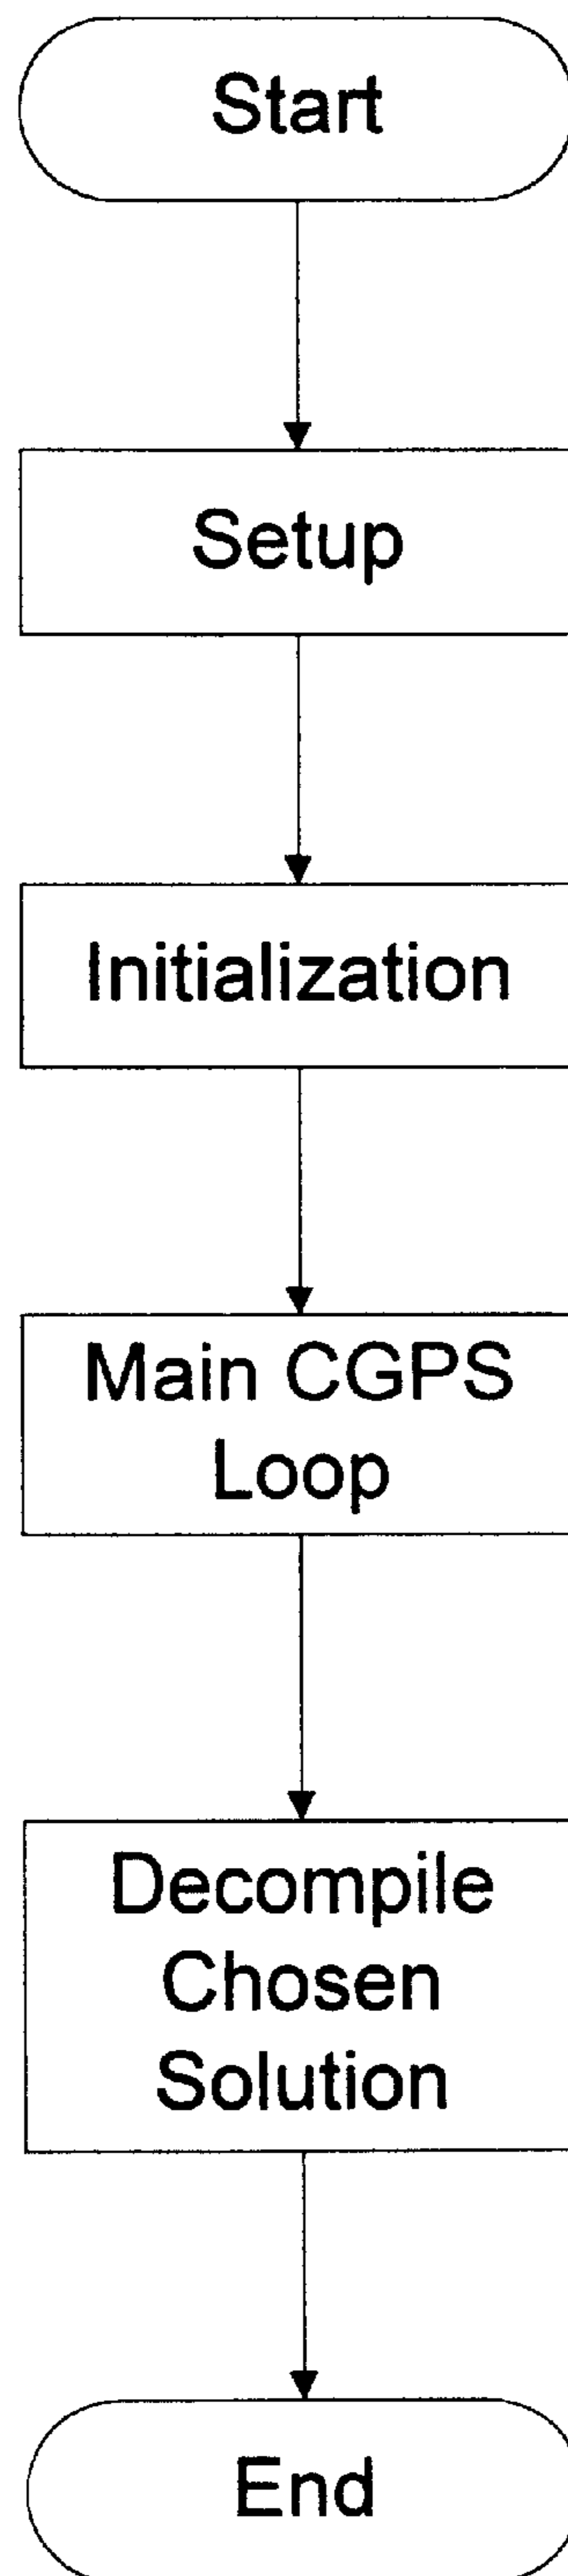 Start
Setup
Initialization
Main CGPS
Loop
Decompile
Chosen
Solution
End